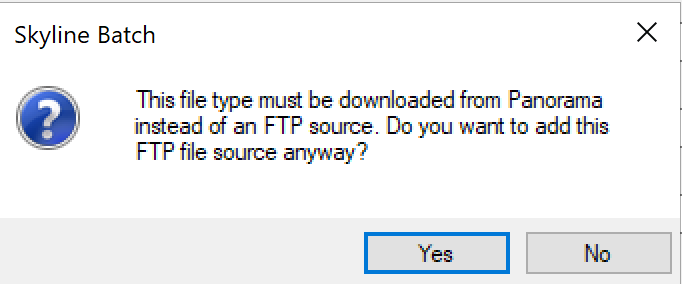 Skyline Batch
This file type must be downloaded from Panorama
instead of an FTP source. Do you want to add this
FTP file source anyway?
Yes
No